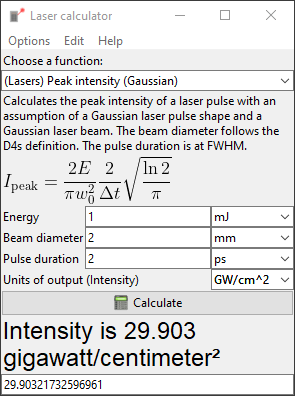 Laser calculator
Options Edit Help
Choose a function:
(Lasers) Peak intensity (Gaussian)
Calculates the peak intensity of a laser pulse with an
assumption of a Gaussian laser pulse shape and a
Gaussian laser beam. The beam diameter follows the
D4s definition. The pulse duration is at FWHM.
I_peak = \frac{2E}{\pi w_0^2} \frac{2}{\Delta t} \sqrt{\frac{\ln 2}{\pi}}
Energy 1 mJ
Beam diameter 2 mm
Pulse duration 2 ps
Units of output (Intensity) GW/cm^2
Calculate
Intensity is 29.903
gigawatt/centimeter²
29.90321732596961